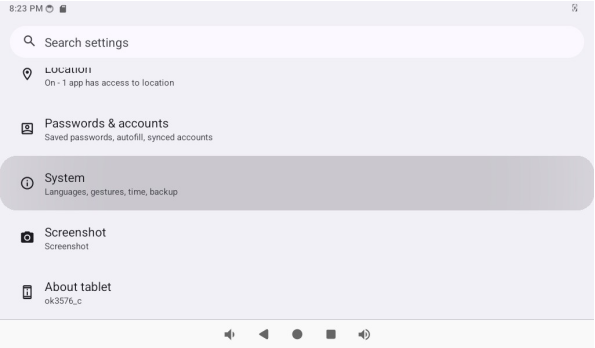 8:23 PM
Search settings
Location
On - 1 app has access to location
Passwords & accounts
Saved passwords, autofill, synced accounts
System
Languages, gestures, time, backup
Screenshot
Screenshot
About tablet
ok3576_c